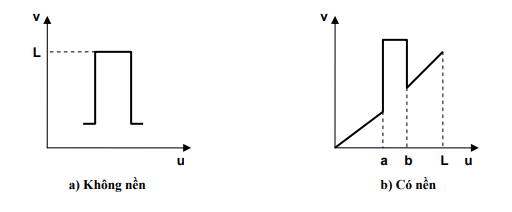 v
L
u
a) Không nền
v
a b L u
b) Có nền